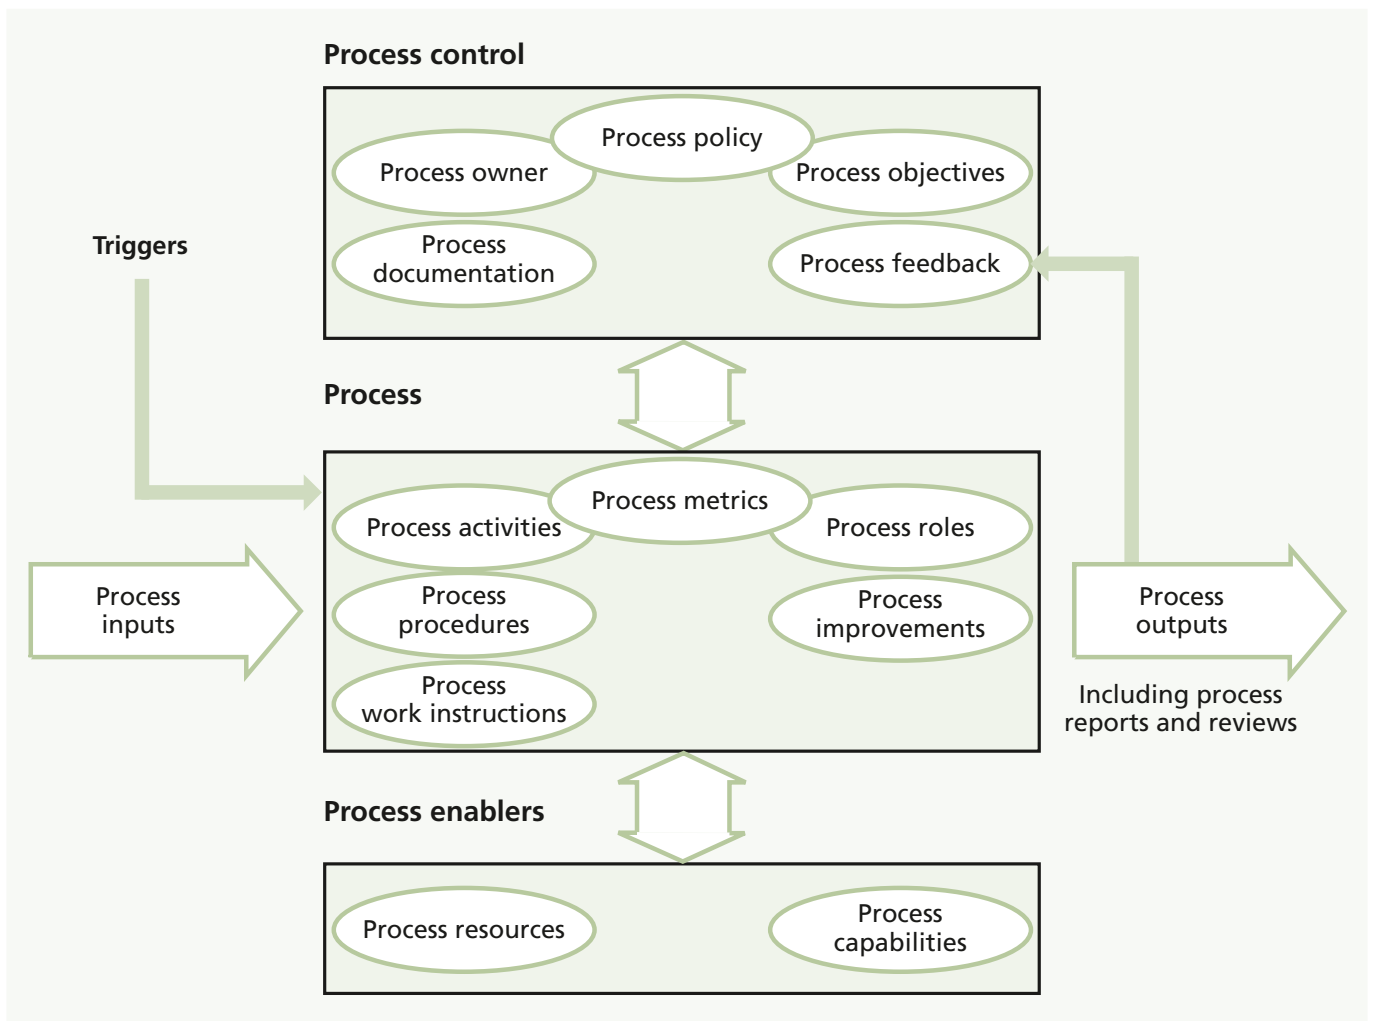 Process control
Process policy
Process owner
Process objectives
Process
documentation
Process feedback
Triggers
Process
Process metrics
Process activities
Process roles
Process
inputs
Process
procedures
Process
improvements
Process
work instructions
Process
outputs
Including process
reports and reviews
Process enablers
Process resources
Process
capabilities